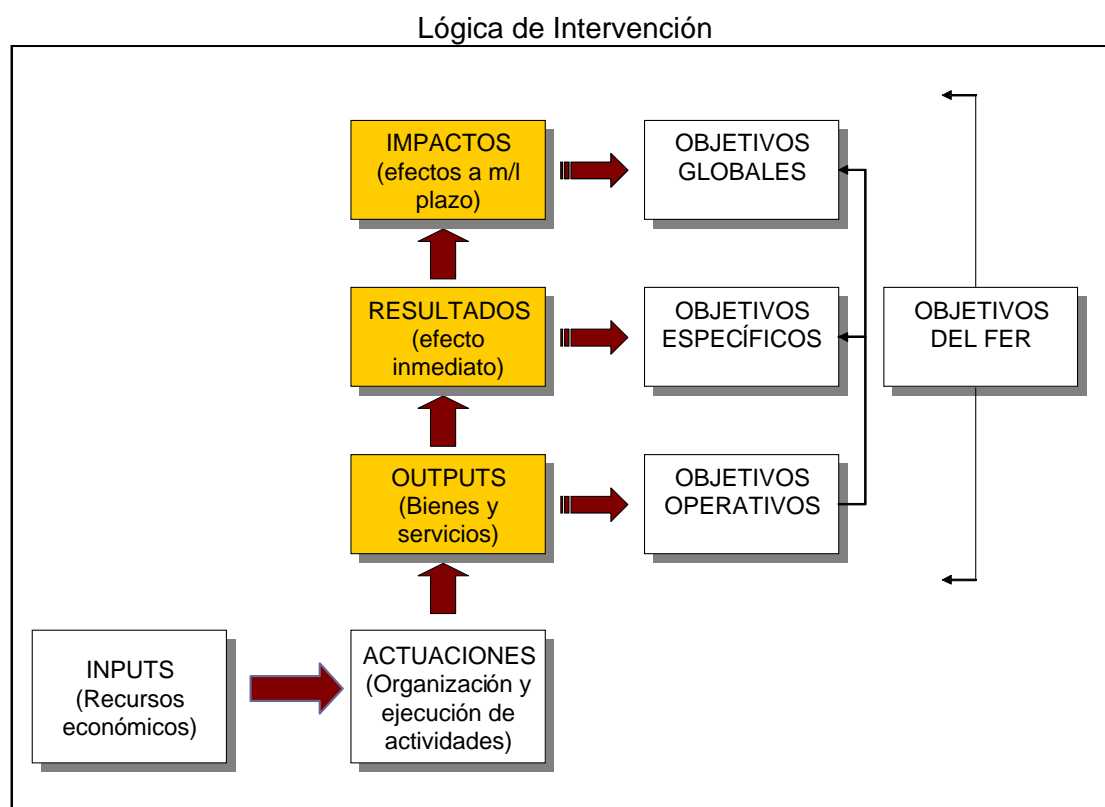 Lógica de Intervención
IMPACTOS
(efectos a m/l
plazo)
OBJETIVOS
GLOBALES
RESULTADOS
(efecto
inmediato)
OBJETIVOS
ESPECÍFICOS
OBJETIVOS
DEL FER
OUTPUTS
(Bienes y
servicios)
OBJETIVOS
OPERATIVOS
INPUTS
(Recursos
económicos)
ACTUACIONES
(Organización y
ejecución de
actividades)